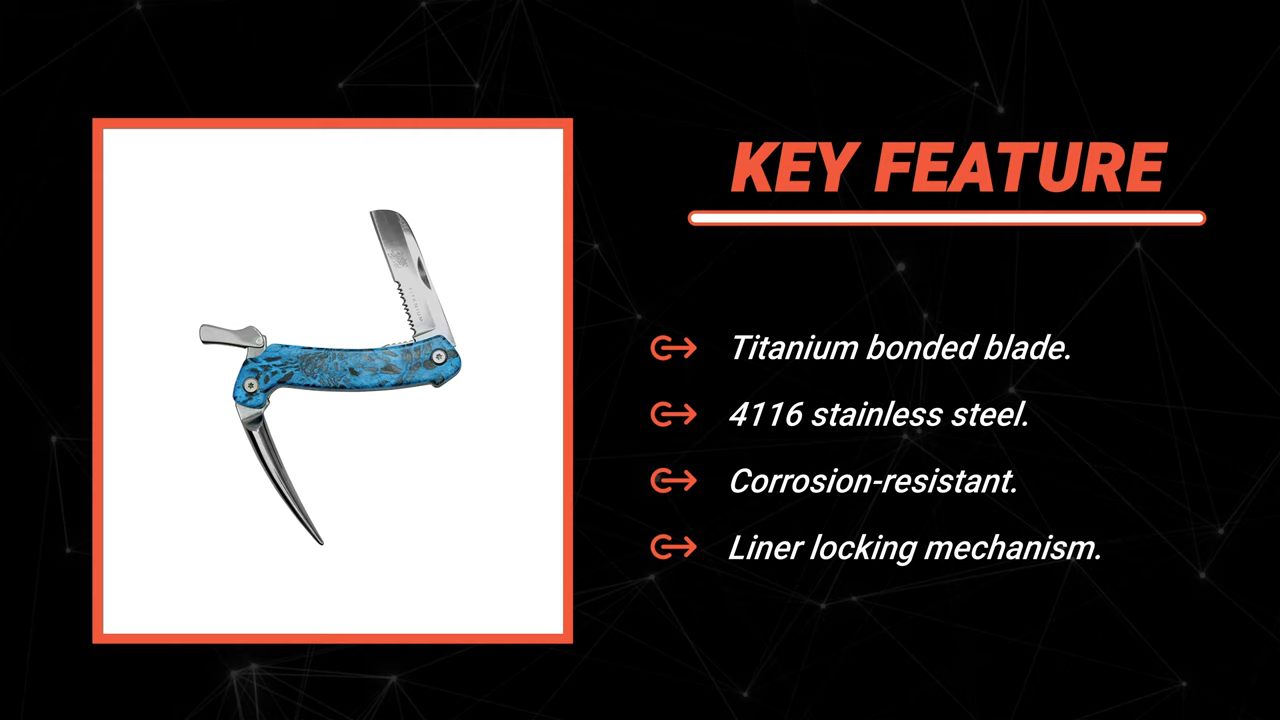 KEY FEATURE
Titanium bonded blade.
4116 stainless steel.
Corrosion-resistant.
Liner locking mechanism.